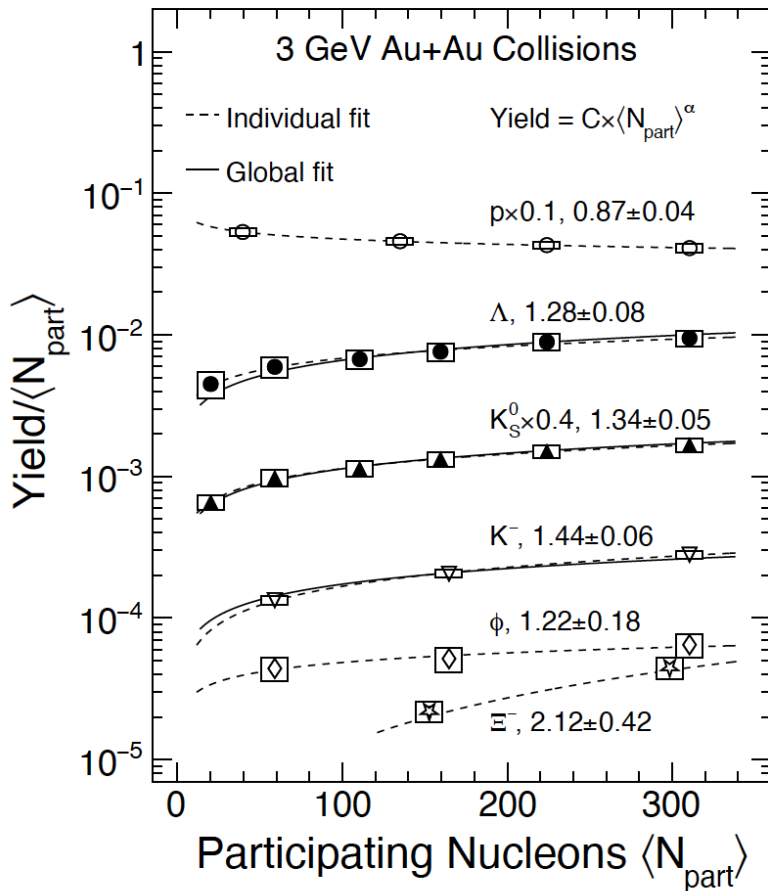 3 GeV Au+Au Collisions
Individual fit
Yield = C×⟨N_part⟩^α
Global fit
p×0.1, 0.87±0.04
Λ, 1.28±0.08
K_S^0×0.4, 1.34±0.05
K^−, 1.44±0.06
ϕ, 1.22±0.18
Ξ^−, 2.12±0.42
1
10^−1
10^−2
10^−3
10^−4
10^−5
0 100 200 300
Yield/⟨N_part⟩
Participating Nucleons ⟨N_part⟩